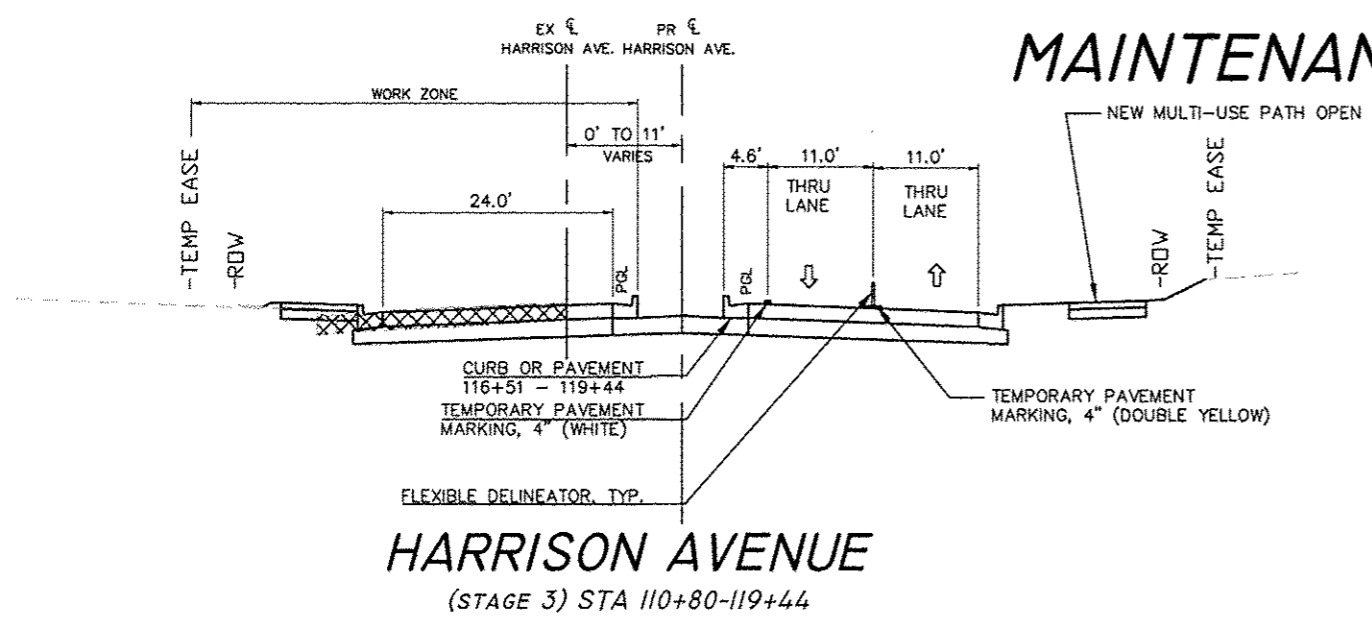 EX ℄ PR ℄
HARRISON AVE. HARRISON AVE.
MAINTENAN
WORK ZONE
NEW MULTI-USE PATH OPEN
0' TO 11'
VARIES
4.6' 11.0' 11.0'
THRU
LANE
THRU
LANE
24.0'
-TEMP EASE
-ROW
PGL
PGL
-ROW
-TEMP EASE
CURB OR PAVEMENT
116+51 - 119+44
TEMPORARY PAVEMENT
MARKING, 4" (WHITE)
TEMPORARY PAVEMENT
MARKING, 4" (DOUBLE YELLOW)
FLEXIBLE DELINEATOR, TYP.
HARRISON AVENUE
(STAGE 3) STA 110+80-119+44